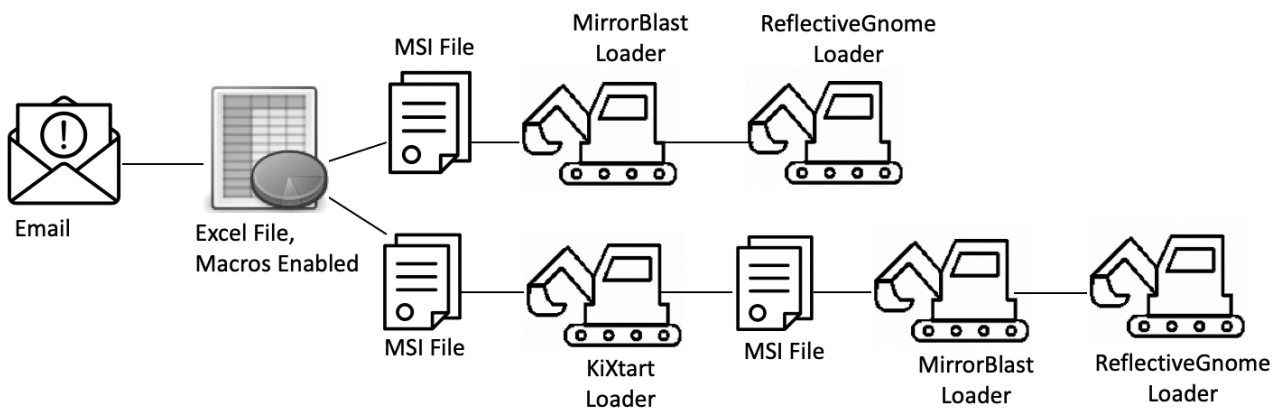 MSI File
MirrorBlast
Loader
ReflectiveGnome
Loader
!
Email
Excel File,
Macros Enabled
MSI File
KiXtart
Loader
MSI File
MirrorBlast
Loader
ReflectiveGnome
Loader